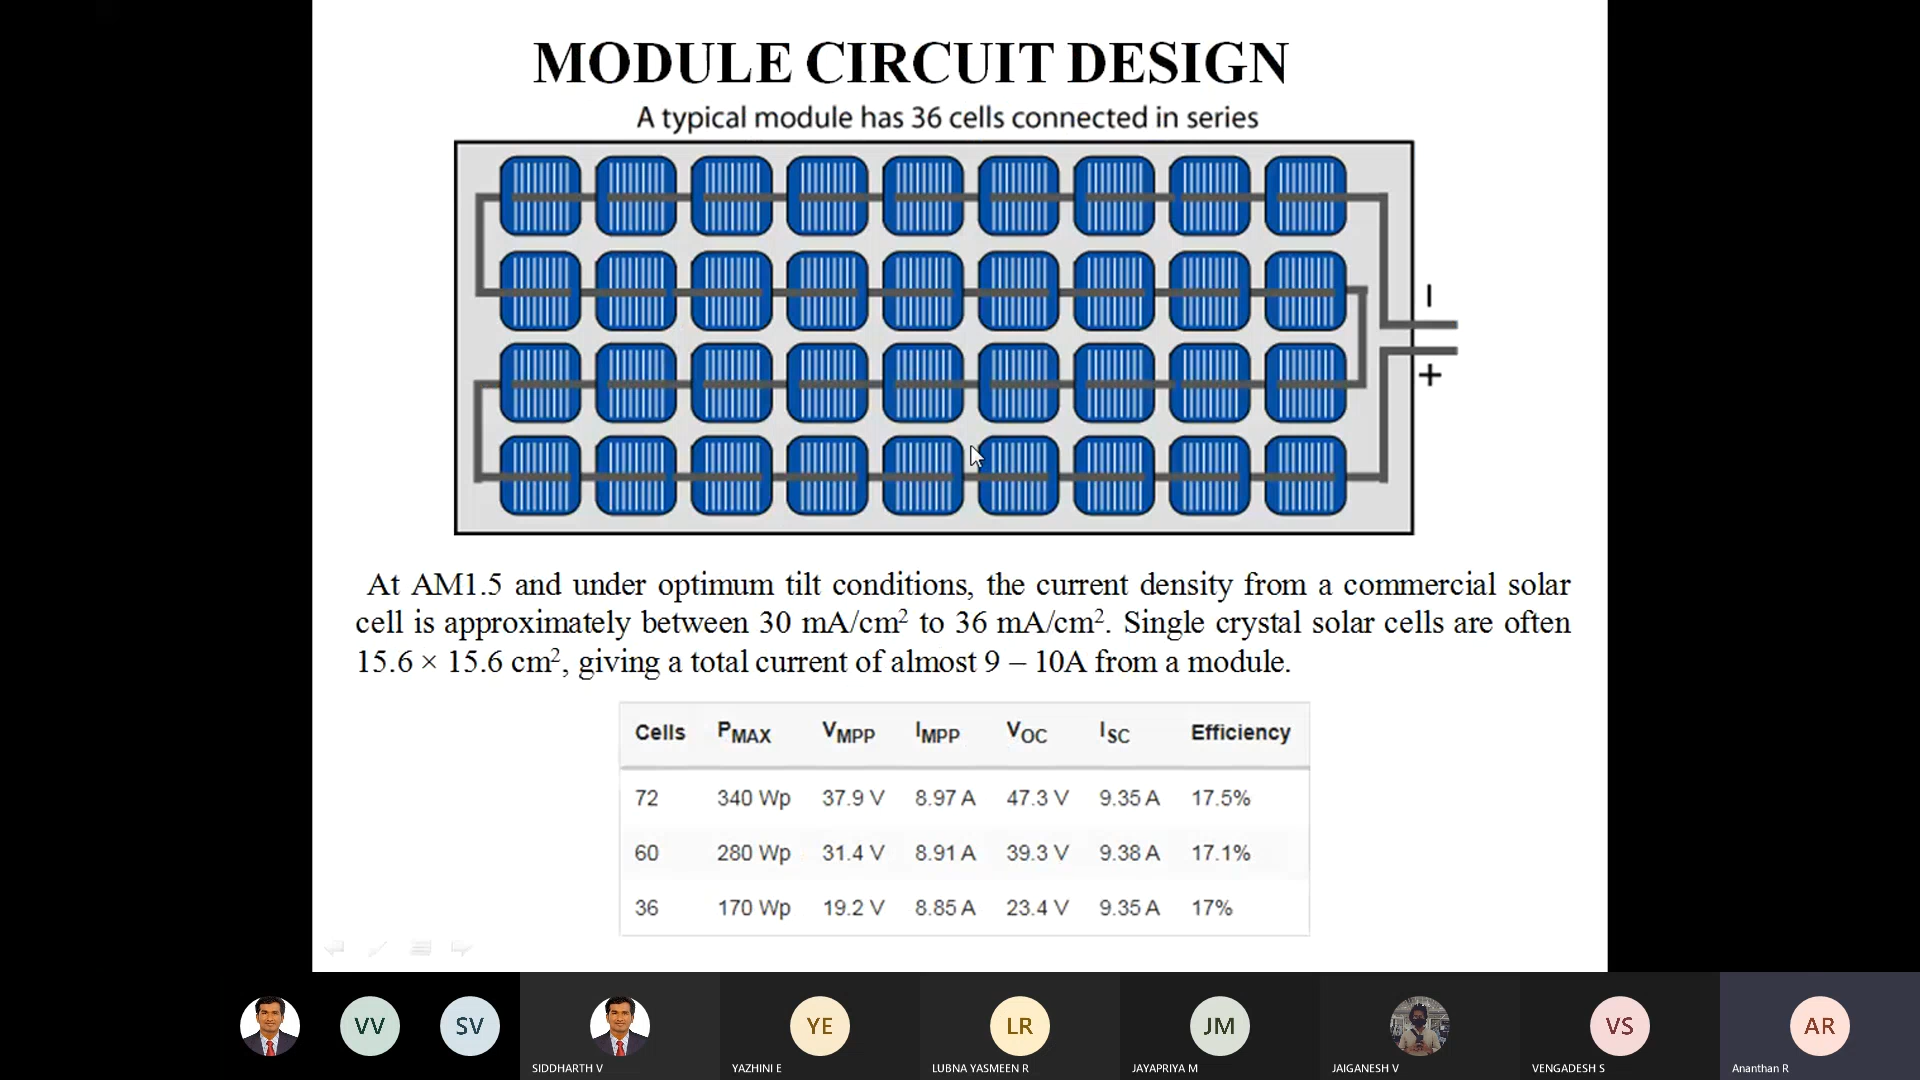 MODULE CIRCUIT DESIGN
A typical module has 36 cells connected in series
–
+
At AM1.5 and under optimum tilt conditions, the current density from a commercial solar
cell is approximately between 30 mA/cm² to 36 mA/cm². Single crystal solar cells are often
15.6 × 15.6 cm², giving a total current of almost 9 – 10A from a module.
Cells PMAX VMPP IMPP VOC ISC Efficiency
72 340 Wp 37.9 V 8.97 A 47.3 V 9.35 A 17.5%
60 280 Wp 31.4 V 8.91 A 39.3 V 9.38 A 17.1%
36 170 Wp 19.2 V 8.85 A 23.4 V 9.35 A 17%
VV SV YE LR JM VS AR
SIDDHARTH V YAZHINI E LUBNA YASMEEN R JAYAPRIYA M JAIGANESH V VENGADESH S Ananthan R